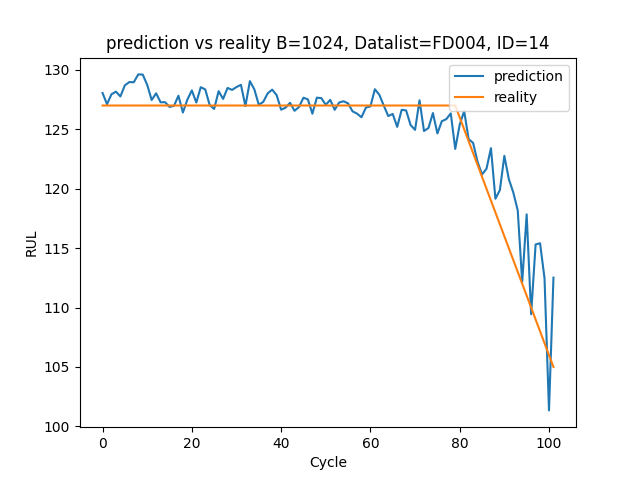 prediction vs reality B=1024, Datalist=FD004, ID=14
prediction
reality
RUL
130
125
120
115
110
105
100
0 20 40 60 80 100
Cycle